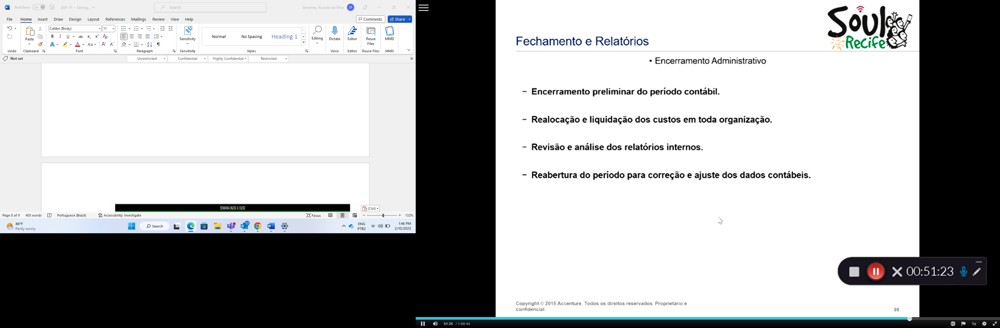 AutoSave On SAP -FI • Saving... Search Severino, Ricardo da Silva SR
File Home Insert Draw Design Layout References Mailings Review View Help Comments Share
Calibri (Body) 11
Paste
B I U ab x₂ x²
A A Aa A A
Sensitivity
Normal No Spacing Heading 1
Editing Dictate Editor Reuse Files MMD
Undo Clipboard Font Paragraph Sensitivity Styles Voice Editor Reuse Files MMD
Not set Unrestricted Confidential Highly Confidential Restricted
SEMANA 06/02 A 10/02
(Ctrl)
Page 8 of 9 405 words Portuguese (Brazil) Accessibility: Investigate Focus 132%
86°F
Partly sunny
Search
ENG
PTB2
1:46 PM
2/10/2023
Soul
Recife
Fechamento e Relatórios
• Encerramento Administrativo
– Encerramento preliminar do período contábil.
– Realocação e liquidação dos custos em toda organização.
– Revisão e análise dos relatórios internos.
– Reabertura do período para correção e ajuste dos dados contábeis.
00:51:23
Copyright © 2015 Accenture. Todos os direitos reservados. Proprietário e
confidencial.
98
51:25 / 1:00:44
CC 1x